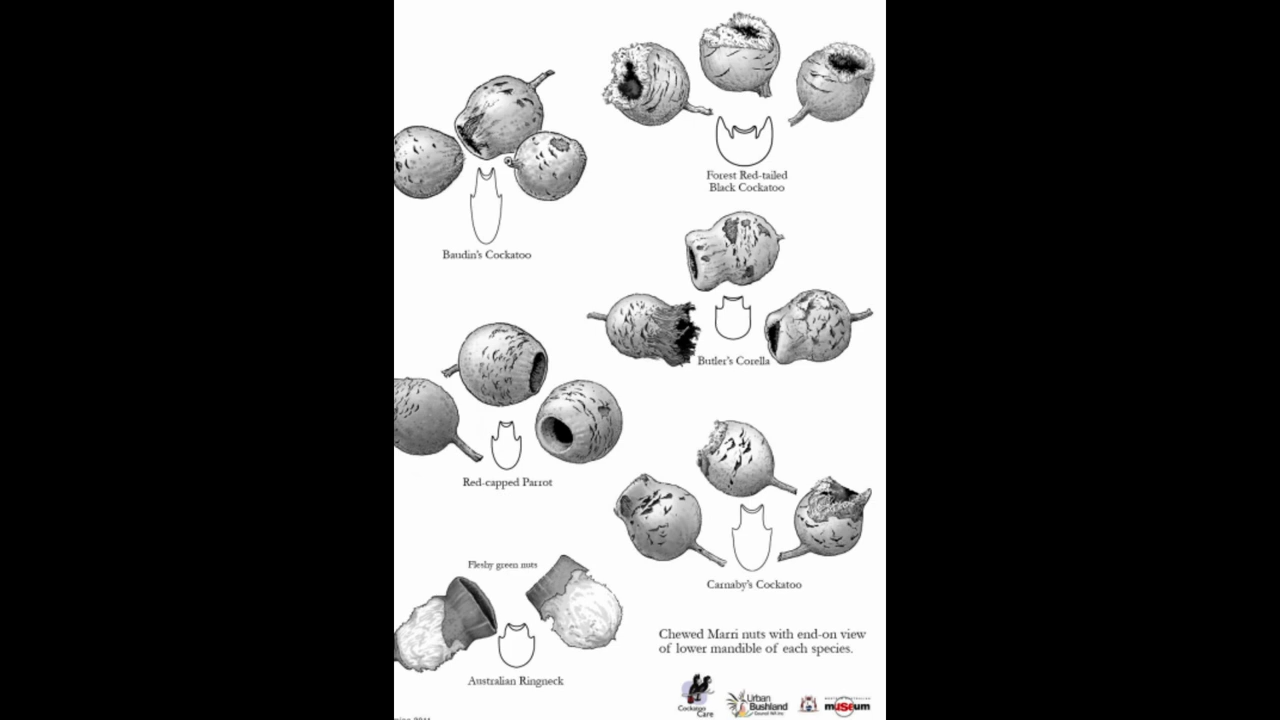 Forest Red-tailed
Black Cockatoo
Baudin's Cockatoo
Butler's Corella
Red-capped Parrot
Carnaby's Cockatoo
Fleshy green nuts
Australian Ringneck
Chewed Marri nuts with end-on view
of lower mandible of each species.
Cockatoo
Care
Urban
Bushland
museum